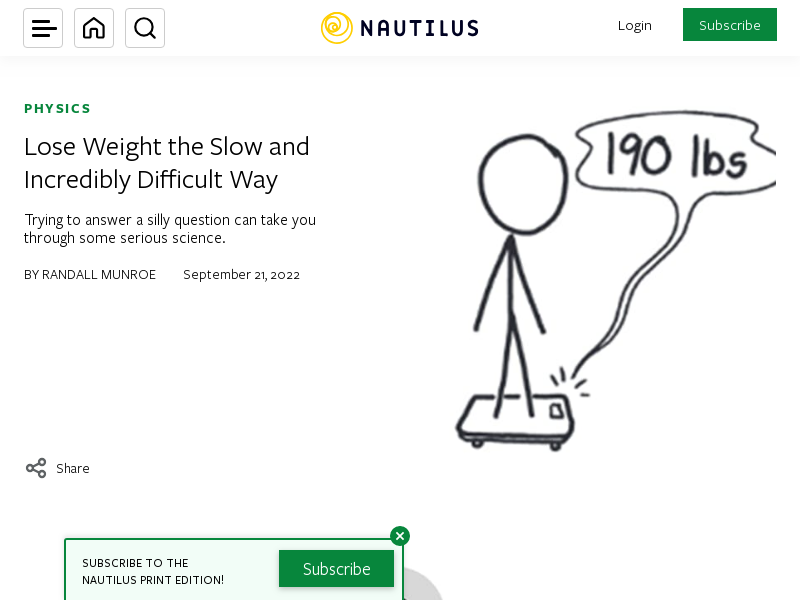 NAUTILUS
Login
Subscribe
PHYSICS
Lose Weight the Slow and
Incredibly Difficult Way
Trying to answer a silly question can take you
through some serious science.
BY RANDALL MUNROE September 21, 2022
190 lbs
Share
SUBSCRIBE TO THE
NAUTILUS PRINT EDITION!
Subscribe